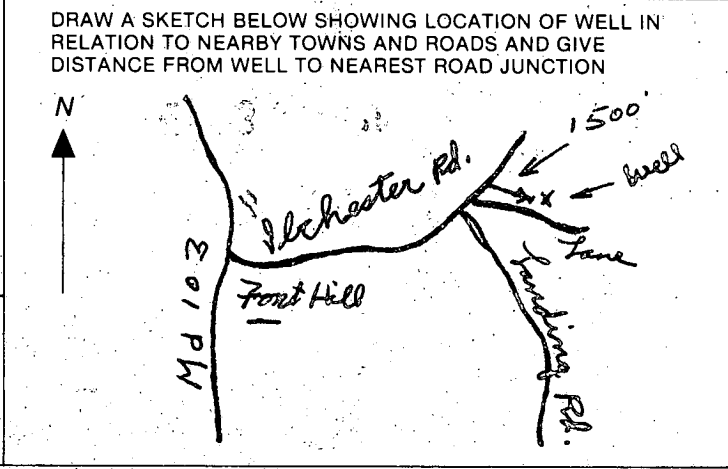 DRAW A SKETCH BELOW SHOWING LOCATION OF WELL IN
RELATION TO NEARBY TOWNS AND ROADS AND GIVE
DISTANCE FROM WELL TO NEAREST ROAD JUNCTION
N
1500'
Ilchester Rd.
x
Well
Lane
Md 103
Font Hill
Landing Rd.